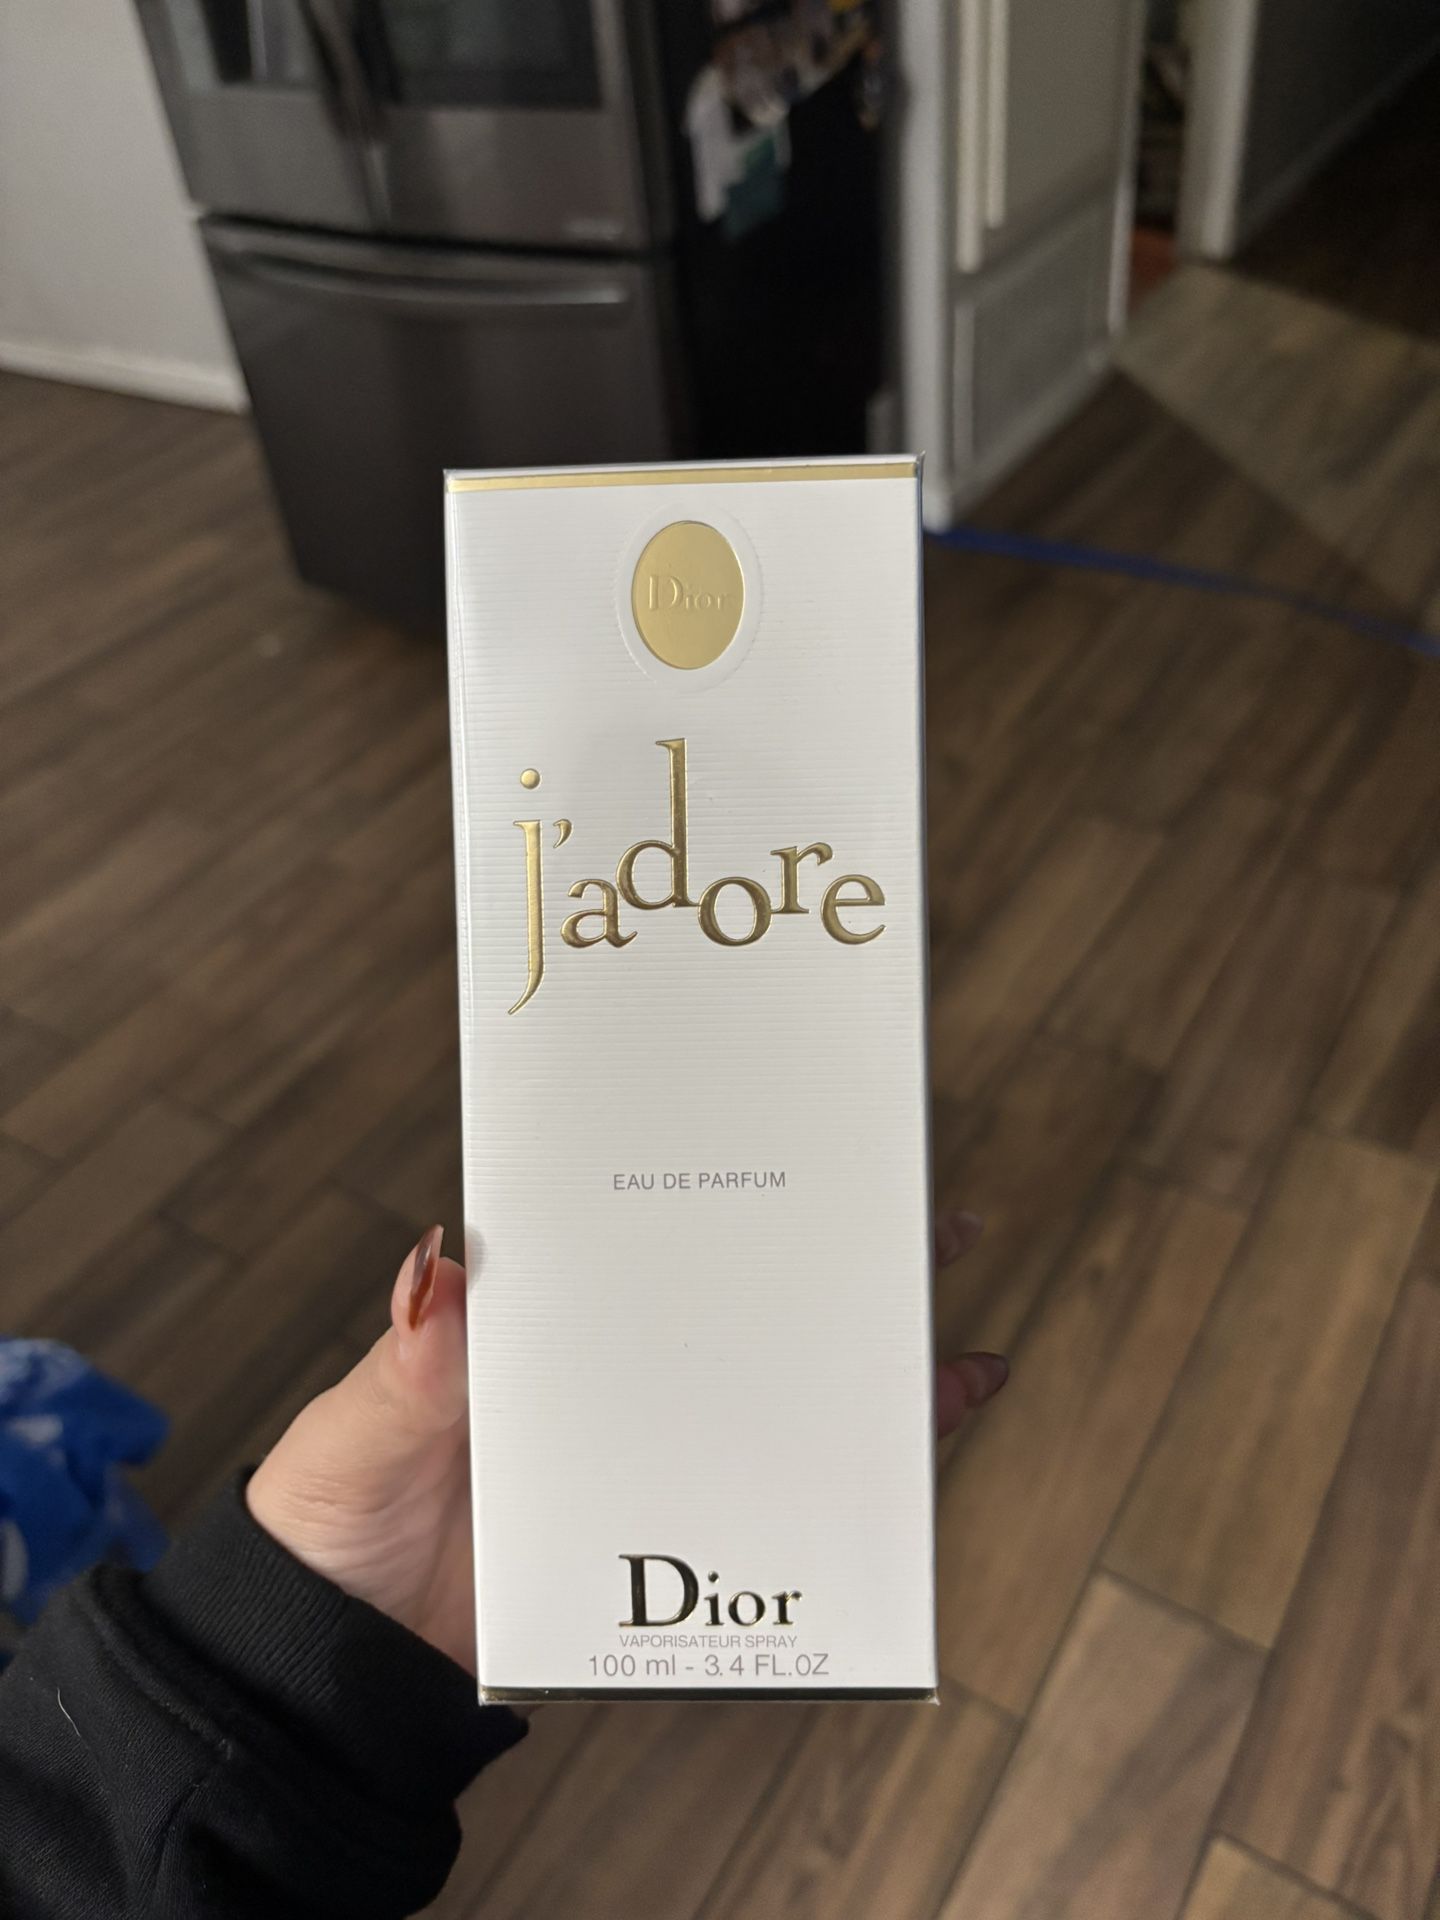 Dior
j'adore
EAU DE PARFUM
Dior
VAPORISATEUR SPRAY
100 ml - 3.4 FL.OZ